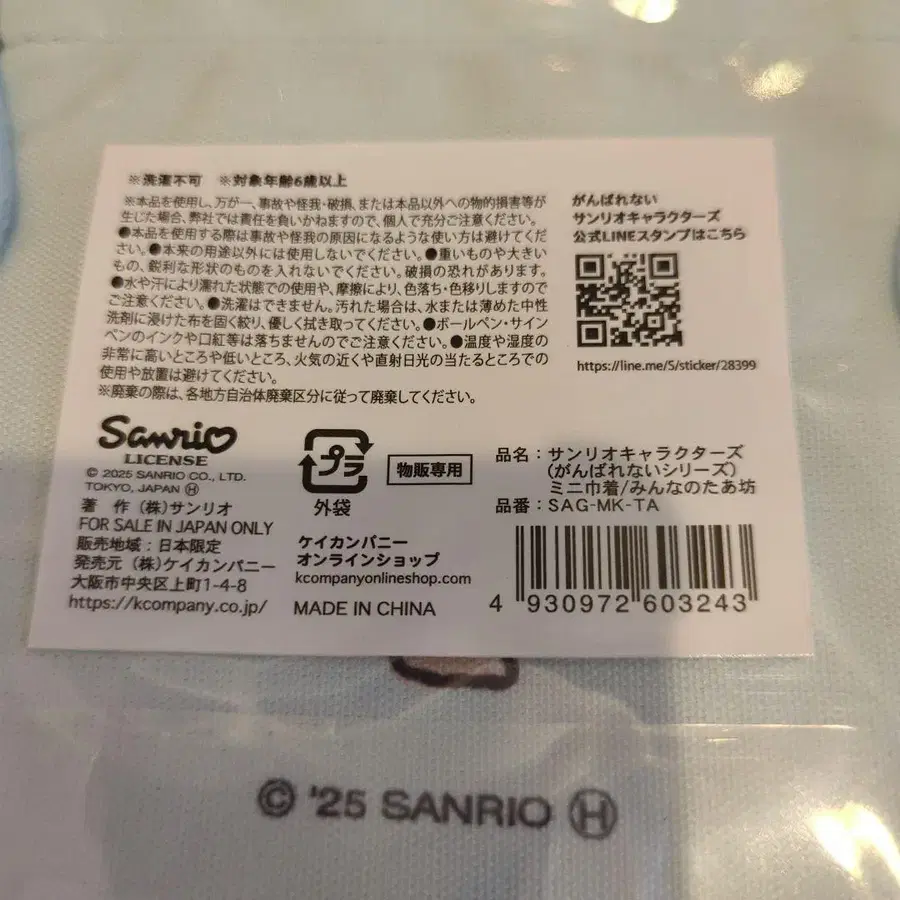 ※洗濯不可 ※対象年齢6歳以上
※本品を使用し、万が一、事故や怪我・破損、または本品以外への物的損害等が
生じた場合、弊社では責任を負いかねますので、個人で充分ご注意ください。
●本品を使用する際は事故や怪我の原因になるような使い方は避けてくだ
さい。●本来の用途以外には使用しないでください。●重いものや大きい
もの、鋭利な形状のものを入れないでください。破損の恐れがあります。
●水や汗により濡れた状態での使用や、摩擦により、色落ち・色移りしますので
ご注意ください。●洗濯はできません。汚れた場合は、水または薄めた中性
洗剤に浸けた布を固く絞り、優しく拭き取ってください。●ボールペン・サイン
ペンのインクや口紅等は落ちませんのでご注意ください。●温度や湿度の
非常に高いところや低いところ、火気の近くや直射日光の当たるところでの
使用や放置は避けてください。
※廃棄の際は、各地方自治体廃棄区分に従って廃棄してください。
がんばれない
サンリオキャラクターズ
公式LINEスタンプはこちら
https://line.me/S/sticker/28399
Sanrio
LICENSE
© 2025 SANRIO CO., LTD.
TOKYO, JAPAN Ⓗ
著 作 (株)サンリオ
FOR SALE IN JAPAN ONLY
販売地域:日本限定
発売元 (株)ケイカンパニー
大阪市中央区上町1-4-8
https://kcompany.co.jp/
プラ
外袋
物販専用
ケイカンパニー
オンラインショップ
kcompanyonlineshop.com
MADE IN CHINA
品名:サンリオキャラクターズ
(がんばれないシリーズ)
ミニ巾着/みんなのたあ坊
品番:SAG-MK-TA
4 930972 603243
© '25 SANRIO Ⓗ